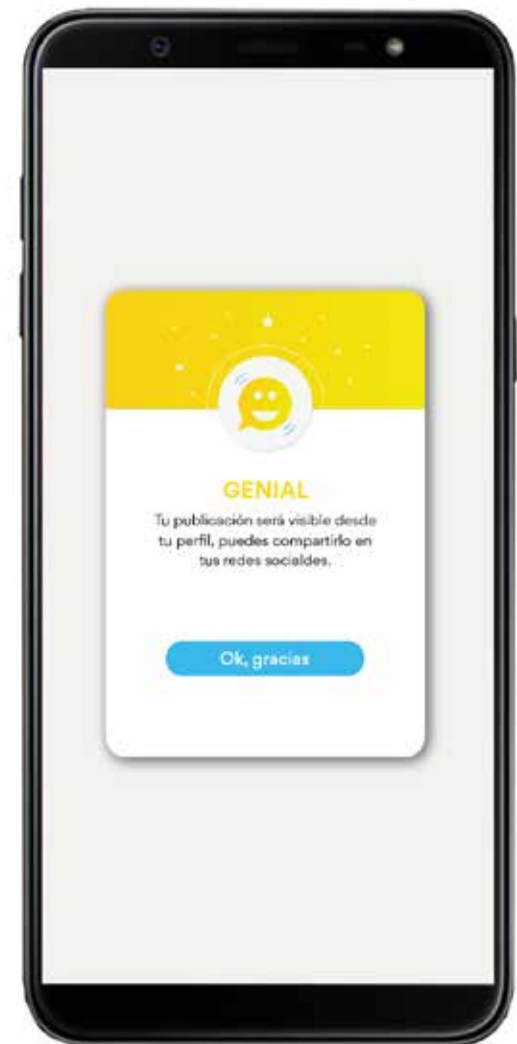 GENIAL
Tu publicación será visible desde
tu perfil, puedes compartirlo en
tus redes socialdes.
Ok, gracias